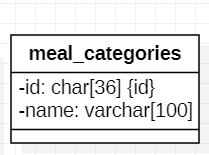 meal_categories
-id: char[36] {id}
-name: varchar[100]